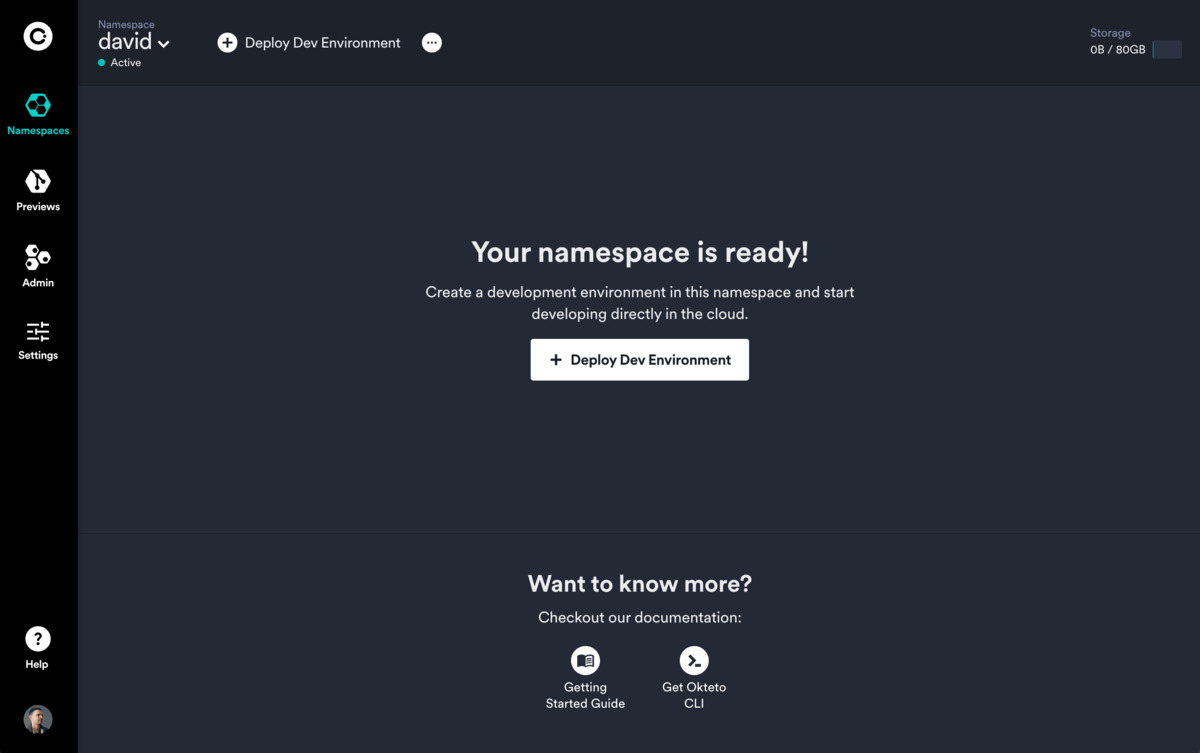 Namespace
david
Active
Deploy Dev Environment
Storage
0B / 80GB
Namespaces
Previews
Admin
Settings
Help
Your namespace is ready!
Create a development environment in this namespace and start
developing directly in the cloud.
Deploy Dev Environment
Want to know more?
Checkout our documentation:
Getting
Started Guide
Get Okteto
CLI